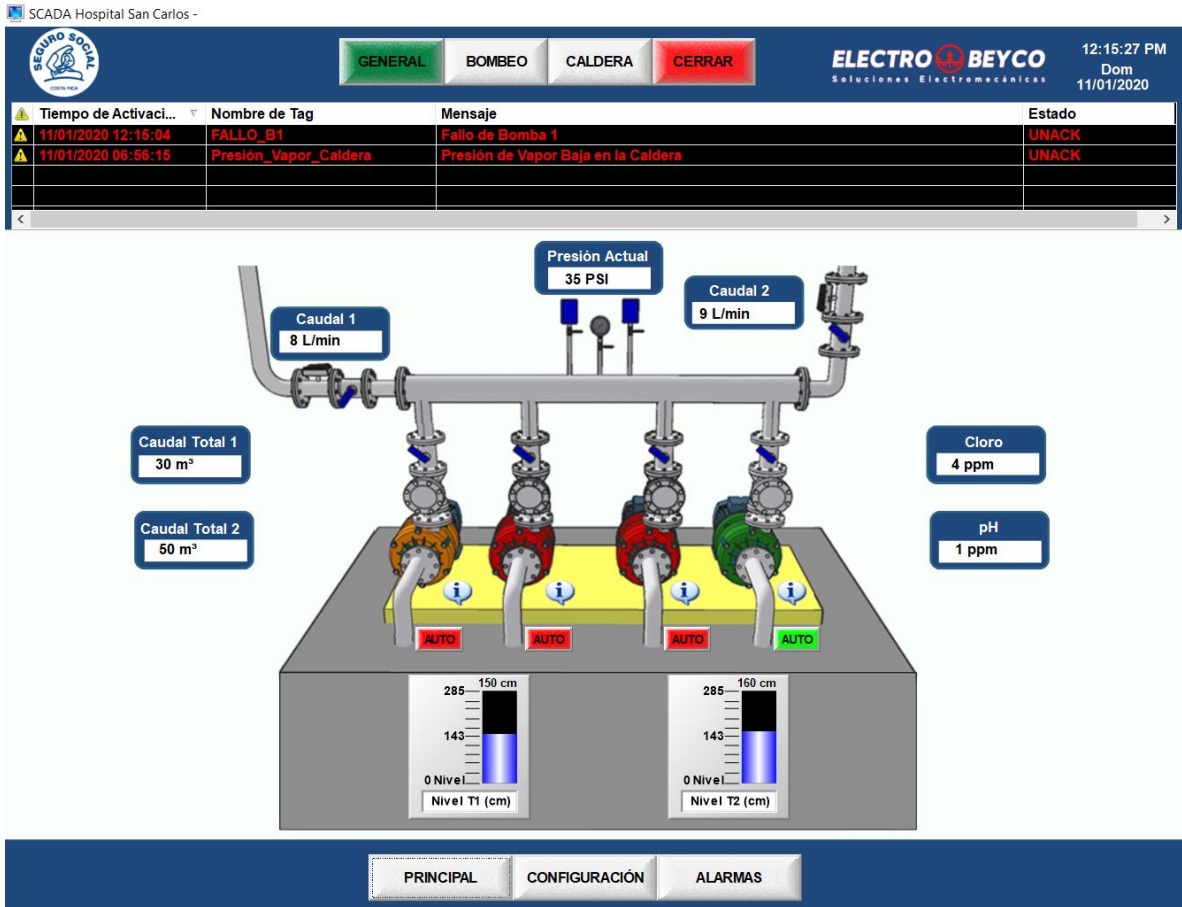 SCADA Hospital San Carlos -
SEGURO SOCIAL
COSTA RICA
GENERAL
BOMBEO
CALDERA
CERRAR
ELECTRO BEYCO
Soluciones Electromecánicas
12:15:27 PM
Dom
11/01/2020
Tiempo de Activaci... Nombre de Tag Mensaje Estado
11/01/2020 12:15:04 FALLO_B1 Fallo de Bomba 1 UNACK
11/01/2020 06:56:15 Presión_Vapor_Caldera Presión de Vapor Baja en la Caldera UNACK
Presión Actual
35 PSI
Caudal 2
9 L/min
Caudal 1
8 L/min
Caudal Total 1
30 m³
Cloro
4 ppm
Caudal Total 2
50 m³
pH
1 ppm
AUTO
AUTO
AUTO
AUTO
150 cm
285
143
0 Nivel
Nivel T1 (cm)
160 cm
285
143
0 Nivel
Nivel T2 (cm)
PRINCIPAL
CONFIGURACIÓN
ALARMAS